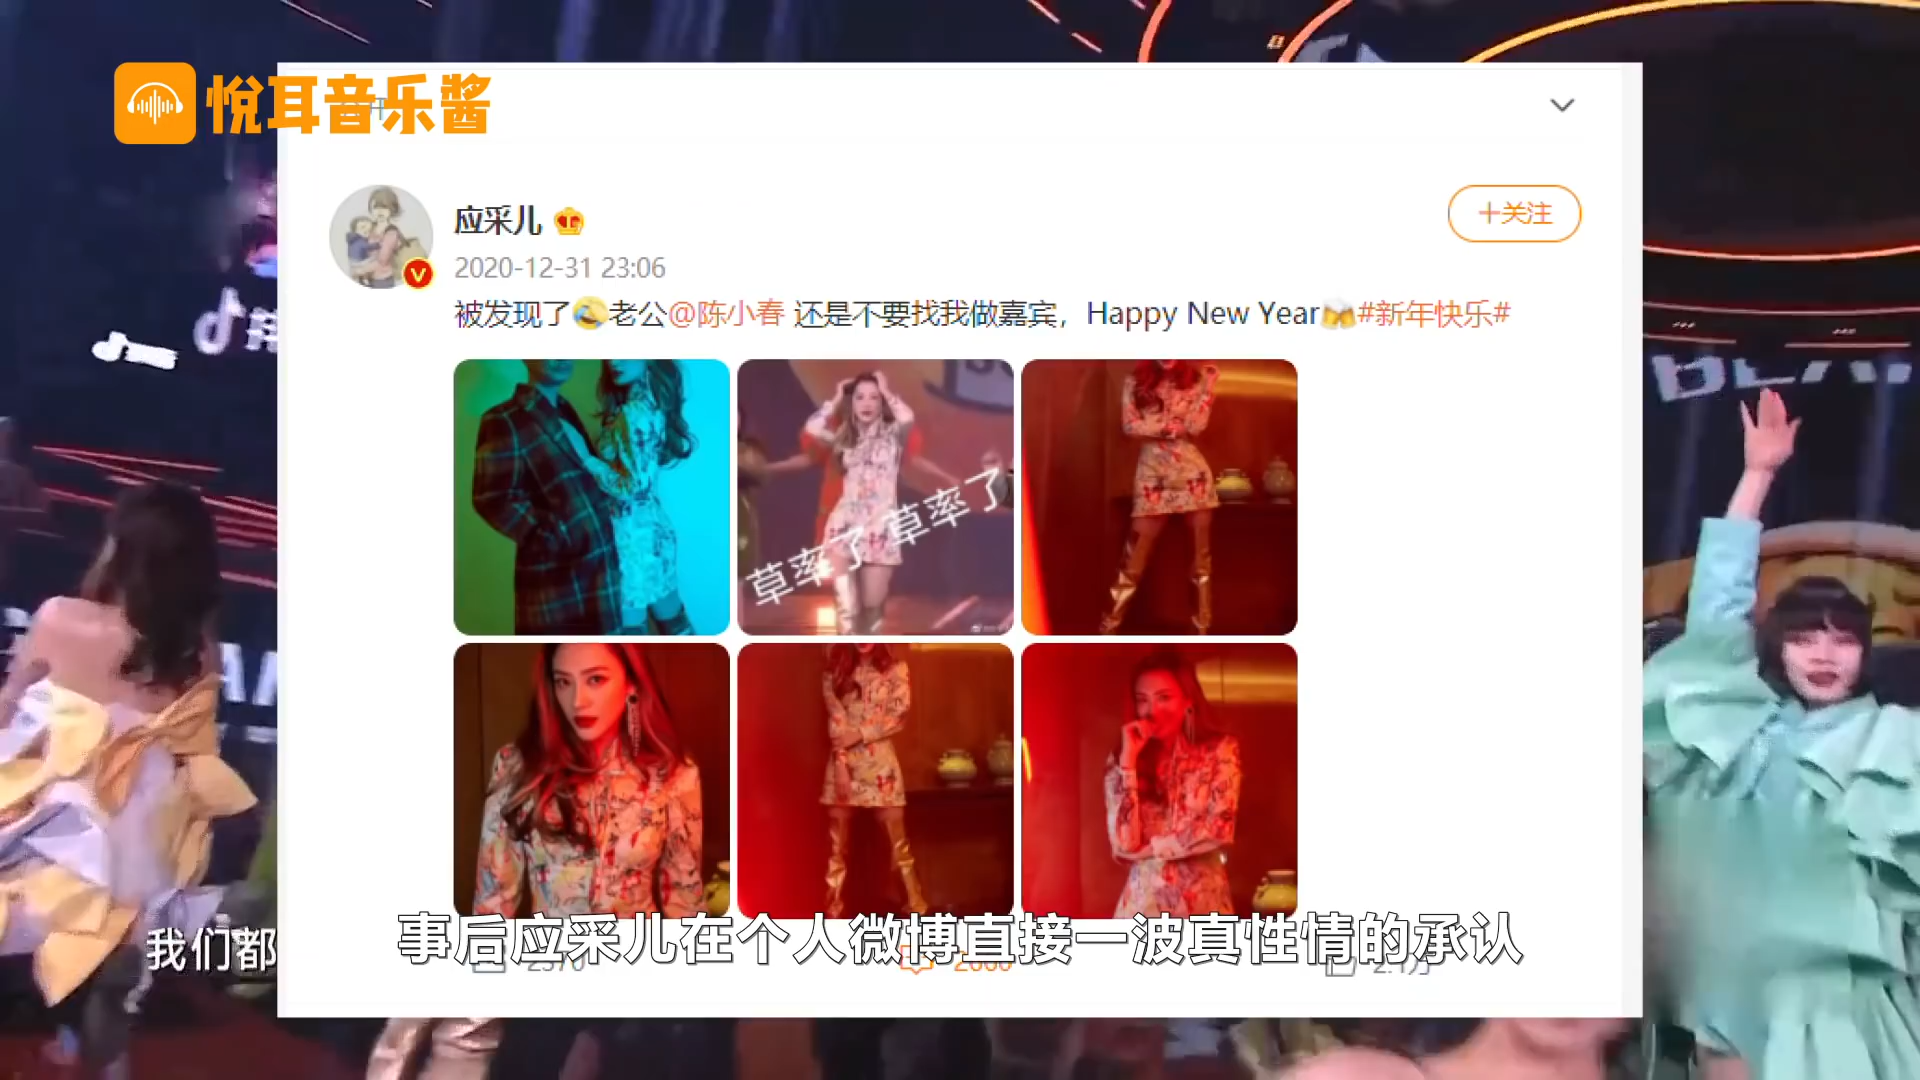 悦耳音乐酱
应采儿
+关注
2020-12-31 23:06
被发现了老公@陈小春 还是不要找我做嘉宾，Happy New Year#新年快乐#
草率了 草率了
我们都
事后应采儿在个人微博直接一波真性情的承认